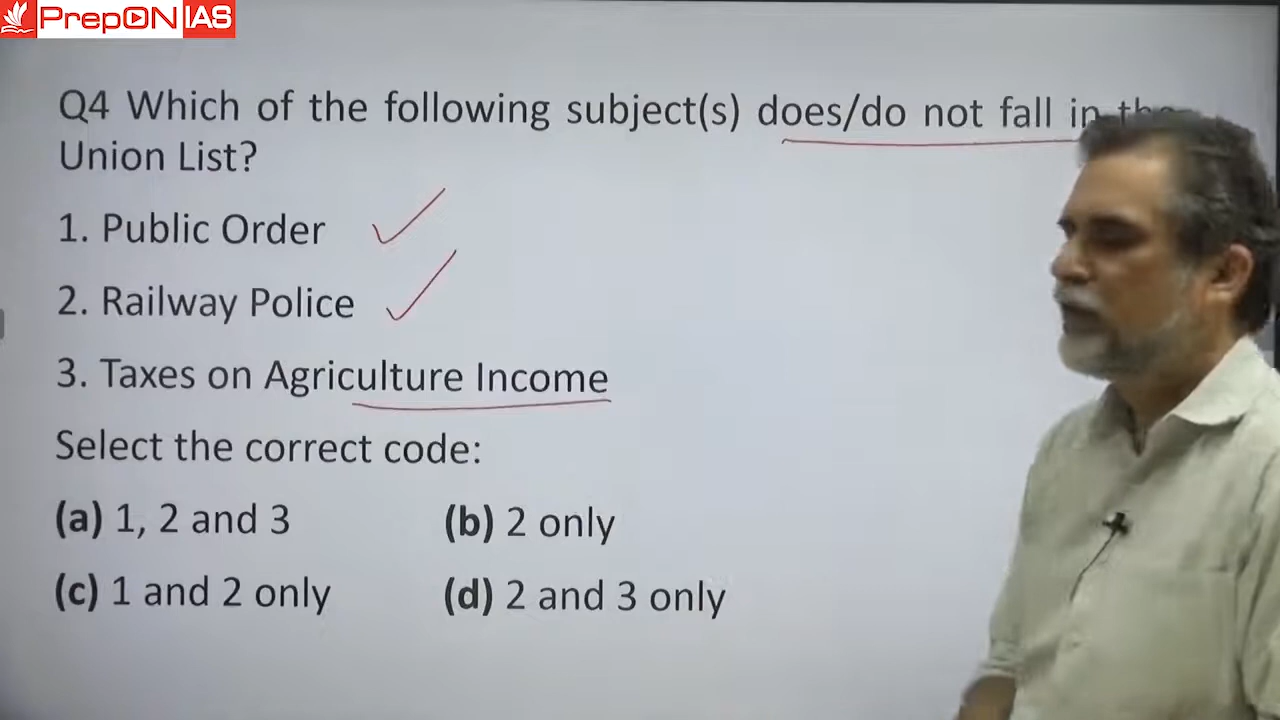 PrepON IAS
Q4 Which of the following subject(s) does/do not fall in the
Union List?
1. Public Order
2. Railway Police
3. Taxes on Agriculture Income
Select the correct code:
(a) 1, 2 and 3 (b) 2 only
(c) 1 and 2 only (d) 2 and 3 only